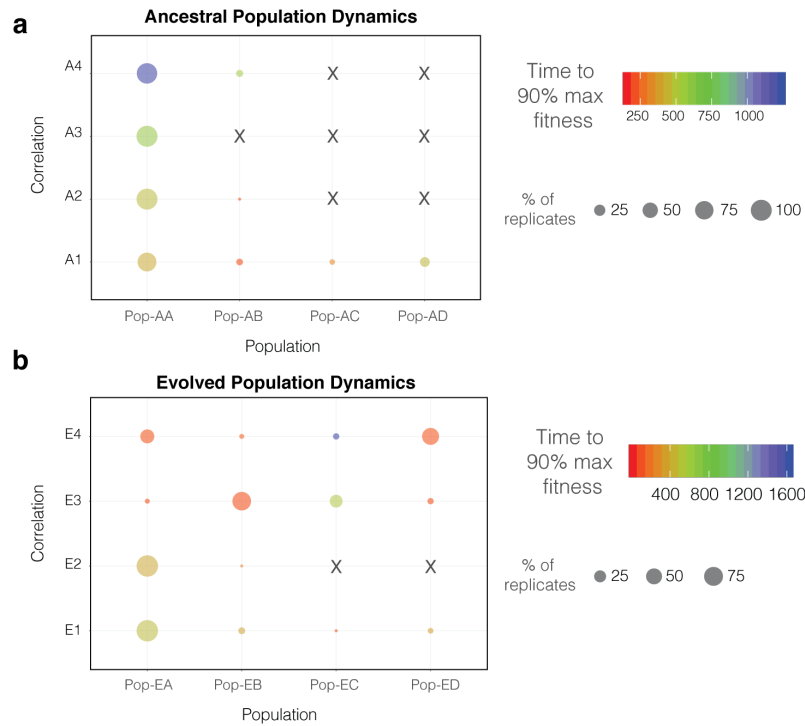 a
Ancestral Population Dynamics
Correlation
A4
X
X
A3
X
X
X
A2
X
X
A1
Pop-AA
Pop-AB
Pop-AC
Pop-AD
Population
Time to
90% max
fitness
250
500
750
1000
% of
replicates
25
50
75
100
b
Evolved Population Dynamics
Correlation
E4
E3
E2
X
X
E1
Pop-EA
Pop-EB
Pop-EC
Pop-ED
Population
Time to
90% max
fitness
400
800
1200
1600
% of
replicates
25
50
75